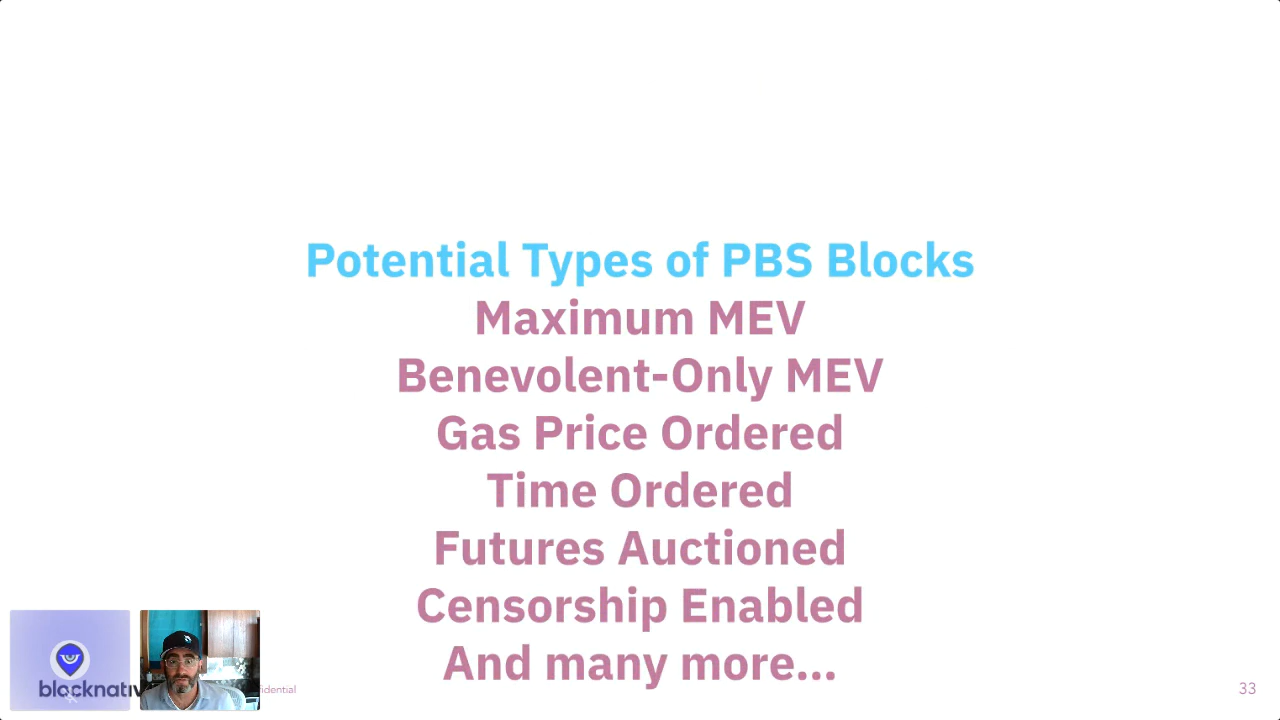 Potential Types of PBS Blocks
Maximum MEV
Benevolent-Only MEV
Gas Price Ordered
Time Ordered
Futures Auctioned
Censorship Enabled
And many more...
33